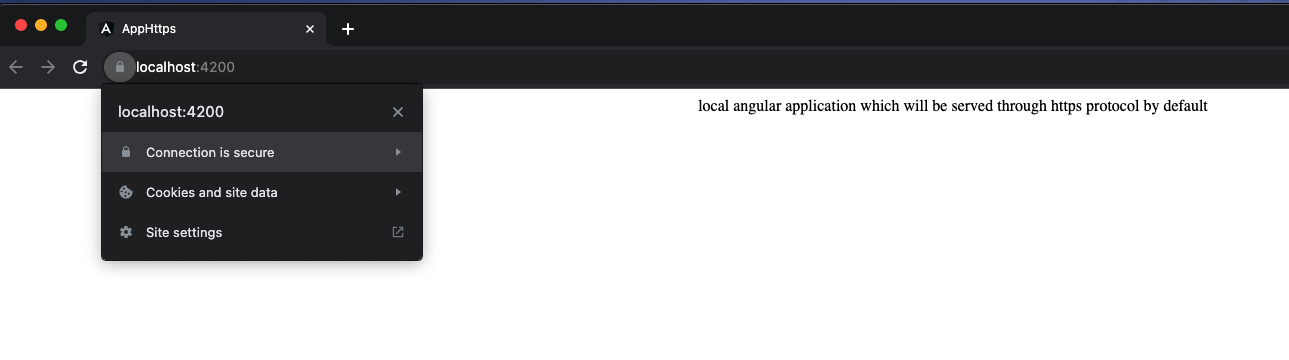 AppHttps
localhost:4200
localhost:4200
local angular application which will be served through https protocol by default
Connection is secure
Cookies and site data
Site settings